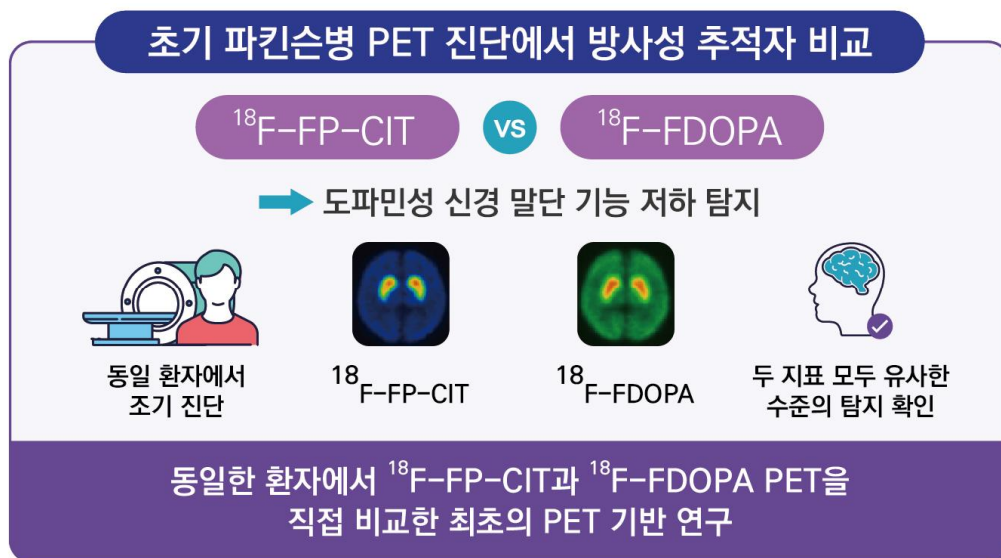 초기 파킨슨병 PET 진단에서 방사성 추적자 비교
¹⁸F-FP-CIT
VS
¹⁸F-FDOPA
도파민성 신경 말단 기능 저하 탐지
동일 환자에서
조기 진단
¹⁸F-FP-CIT
¹⁸F-FDOPA
두 지표 모두 유사한
수준의 탐지 확인
동일한 환자에서 ¹⁸F-FP-CIT과 ¹⁸F-FDOPA PET을
직접 비교한 최초의 PET 기반 연구